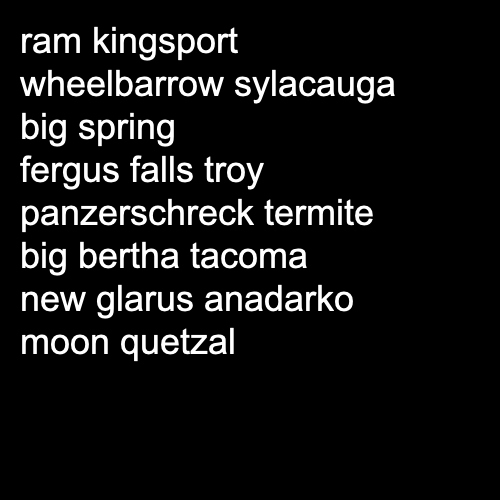 ram kingsport
wheelbarrow sylacauga
big spring
fergus falls troy
panzerschreck termite
big bertha tacoma
new glarus anadarko
moon quetzal